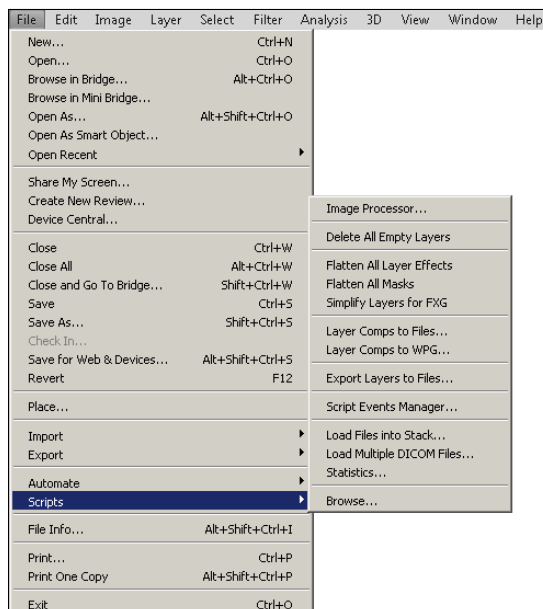 File Edit Image Layer Select Filter Analysis 3D View Window Help
New... Ctrl+N
Open... Ctrl+O
Browse in Bridge... Alt+Ctrl+O
Browse in Mini Bridge...
Open As... Alt+Shift+Ctrl+O
Open As Smart Object...
Open Recent
Share My Screen...
Create New Review...
Device Central...
Close Ctrl+W
Close All Alt+Ctrl+W
Close and Go To Bridge... Shift+Ctrl+W
Save Ctrl+S
Save As... Shift+Ctrl+S
Check In...
Save for Web & Devices... Alt+Shift+Ctrl+S
Revert F12
Place...
Import
Export
Automate
Scripts
File Info... Alt+Shift+Ctrl+I
Print... Ctrl+P
Print One Copy Alt+Shift+Ctrl+P
Exit Ctrl+Q
Image Processor...
Delete All Empty Layers
Flatten All Layer Effects
Flatten All Masks
Simplify Layers for FXG
Layer Comps to Files...
Layer Comps to WPG...
Export Layers to Files...
Script Events Manager...
Load Files into Stack...
Load Multiple DICOM Files...
Statistics...
Browse...